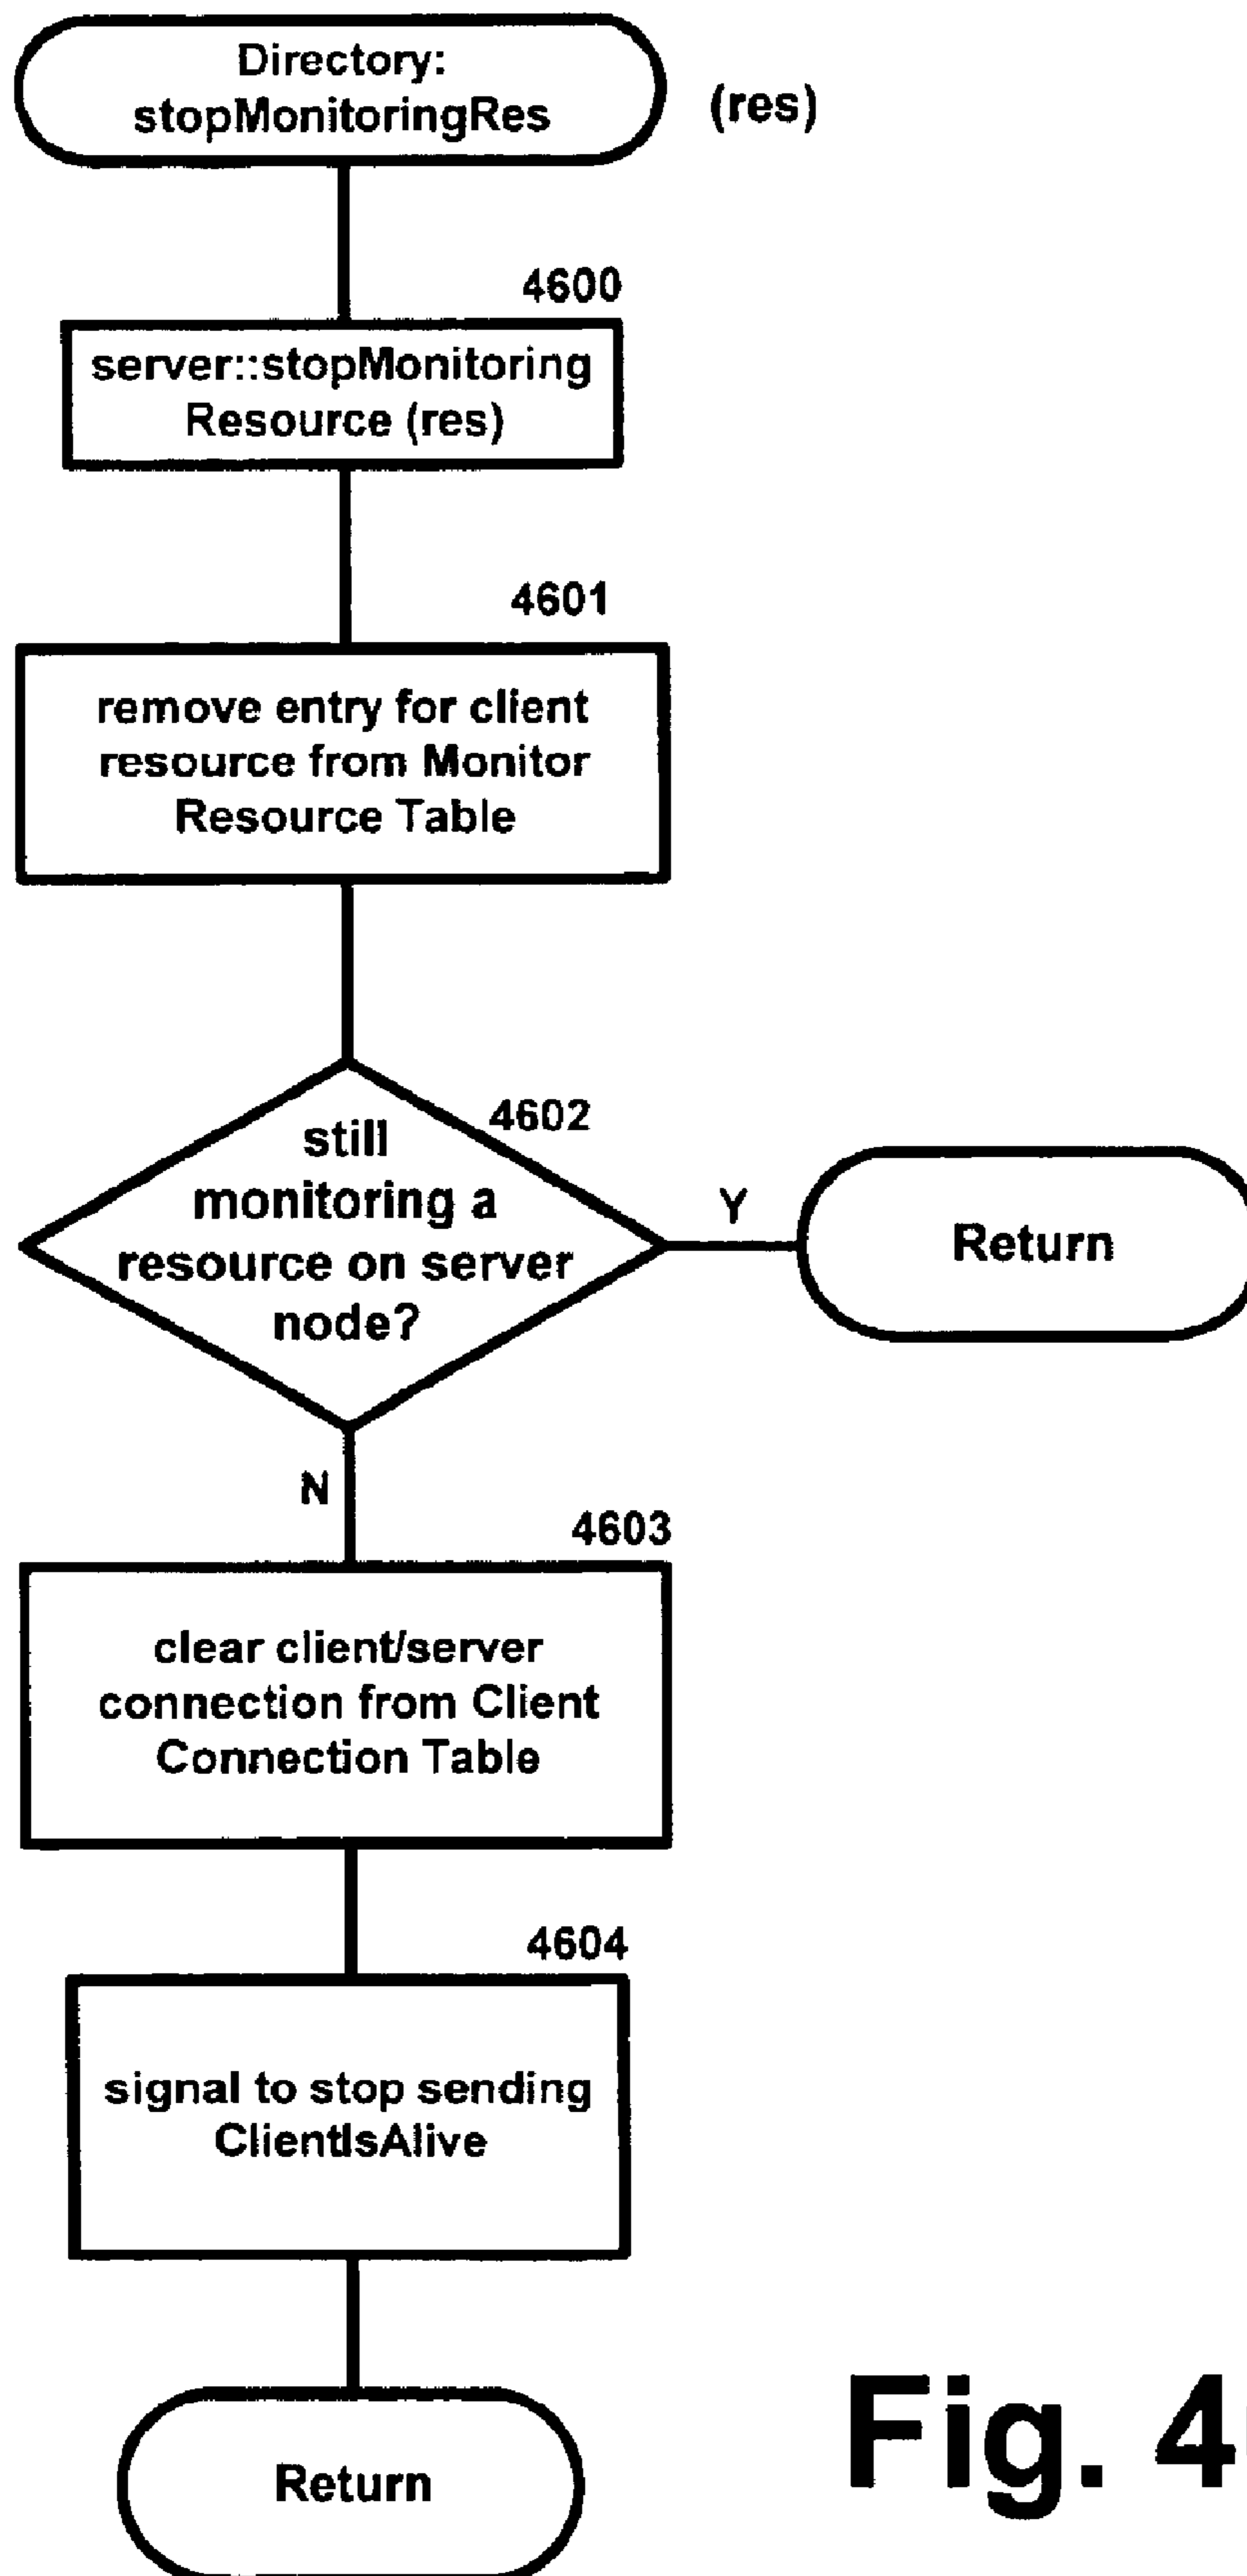 Directory:
stopMonitoringRes
(res)
4600
server::stopMonitoring
Resource (res)
4601
remove entry for client
resource from Monitor
Resource Table
4602
still
monitoring a
resource on server
node?
Y
Return
N
4603
clear client/server
connection from Client
Connection Table
4604
signal to stop sending
ClientIsAlive
Return
Fig. 4